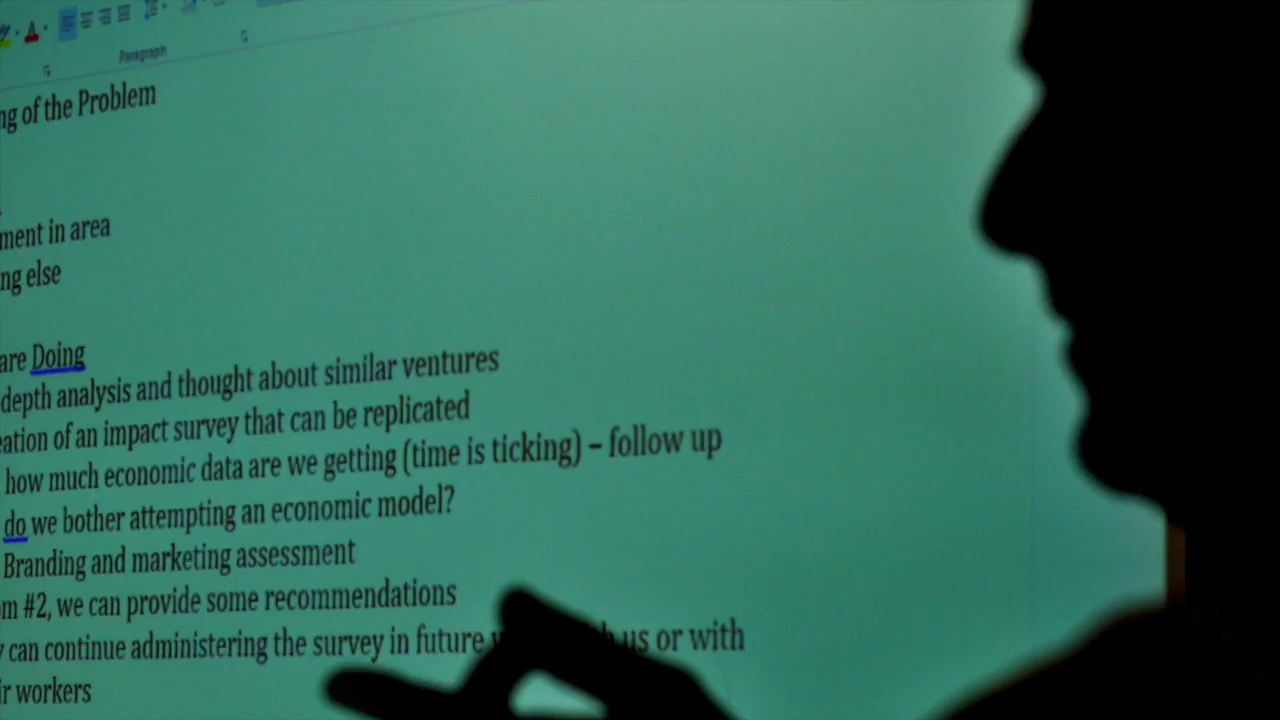 Paragraph
ng of the Problem
ment in area
ng else
are Doing
-depth analysis and thought about similar ventures
ation of an impact survey that can be replicated
how much economic data are we getting (time is ticking) – follow up
do we bother attempting an economic model?
Branding and marketing assessment
m #2, we can provide some recommendations
y can continue administering the survey in future us or with
ir workers